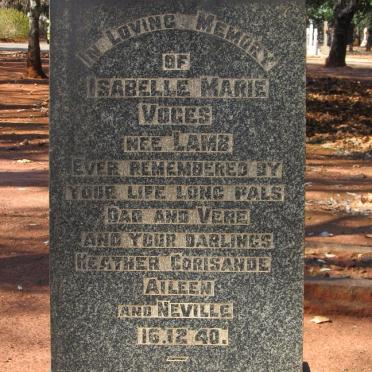 IN LOVING MEMORY
OF
ISABELLE MARIE
VOGES
NEE LAMB
EVER REMEMBERED BY
YOUR LIFE LONG PALS
DAD AND VERE
AND YOUR DARLINGS
HEATHER CORISANDE
AILEEN
AND NEVILLE
16.12.40.